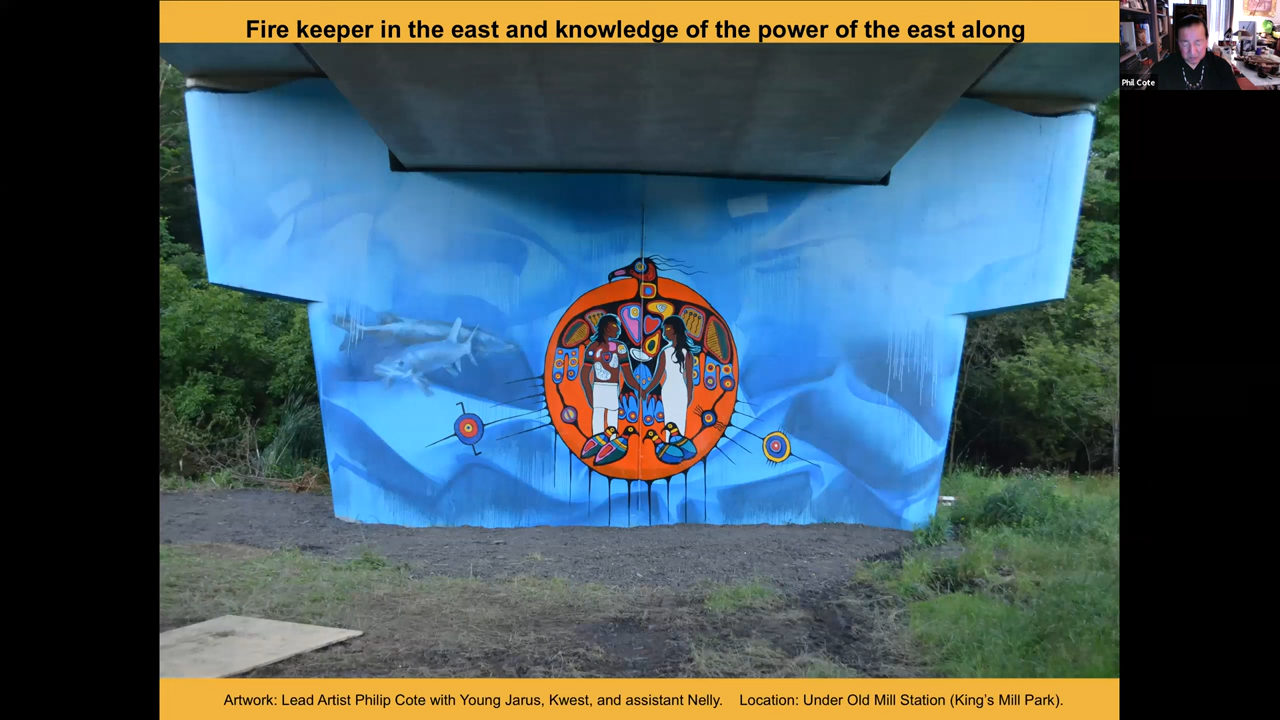 Fire keeper in the east and knowledge of the power of the east along
Phil Cote
Artwork: Lead Artist Philip Cote with Young Jarus, Kwest, and assistant Nelly. Location: Under Old Mill Station (King's Mill Park).